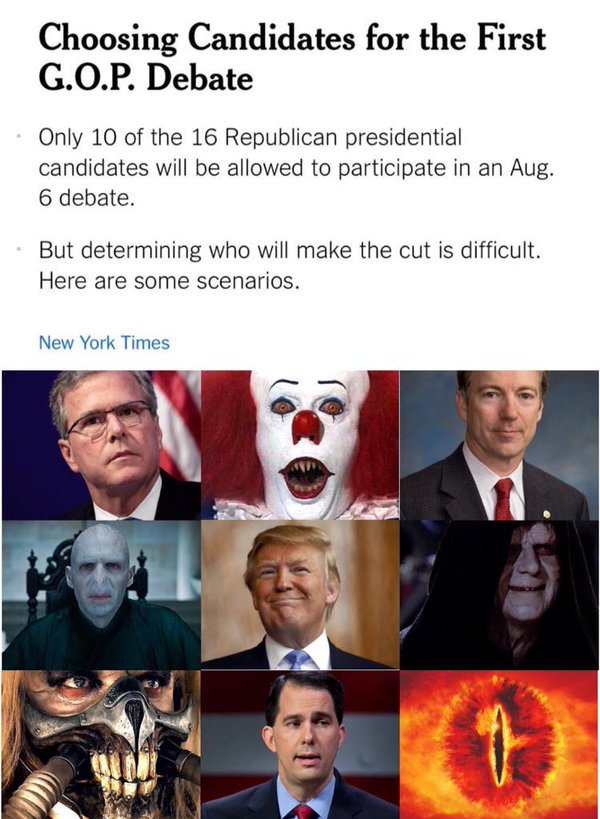 Choosing Candidates for the First
G.O.P. Debate
Only 10 of the 16 Republican presidential
candidates will be allowed to participate in an Aug.
6 debate.
But determining who will make the cut is difficult.
Here are some scenarios.
New York Times